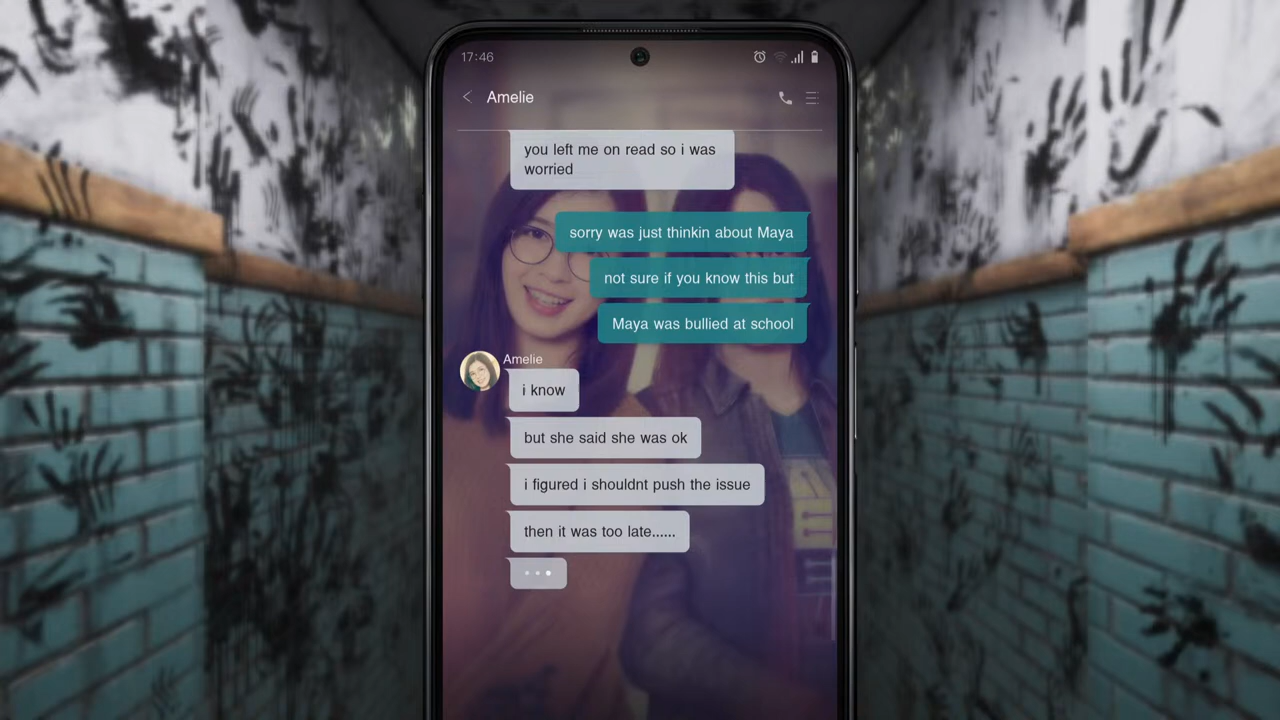 17:46
Amelie
you left me on read so i was
worried
sorry was just thinkin about Maya
not sure if you know this but
Maya was bullied at school
Amelie
i know
but she said she was ok
i figured i shouldnt push the issue
then it was too late......